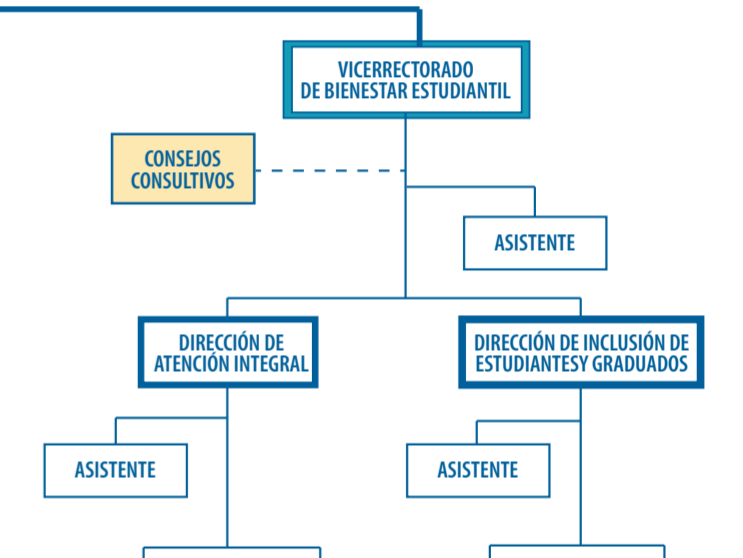 VICERRECTORADO
DE BIENESTAR ESTUDIANTIL
CONSEJOS
CONSULTIVOS
ASISTENTE
DIRECCIÓN DE
ATENCIÓN INTEGRAL
DIRECCIÓN DE INCLUSIÓN DE
ESTUDIANTESY GRADUADOS
ASISTENTE
ASISTENTE